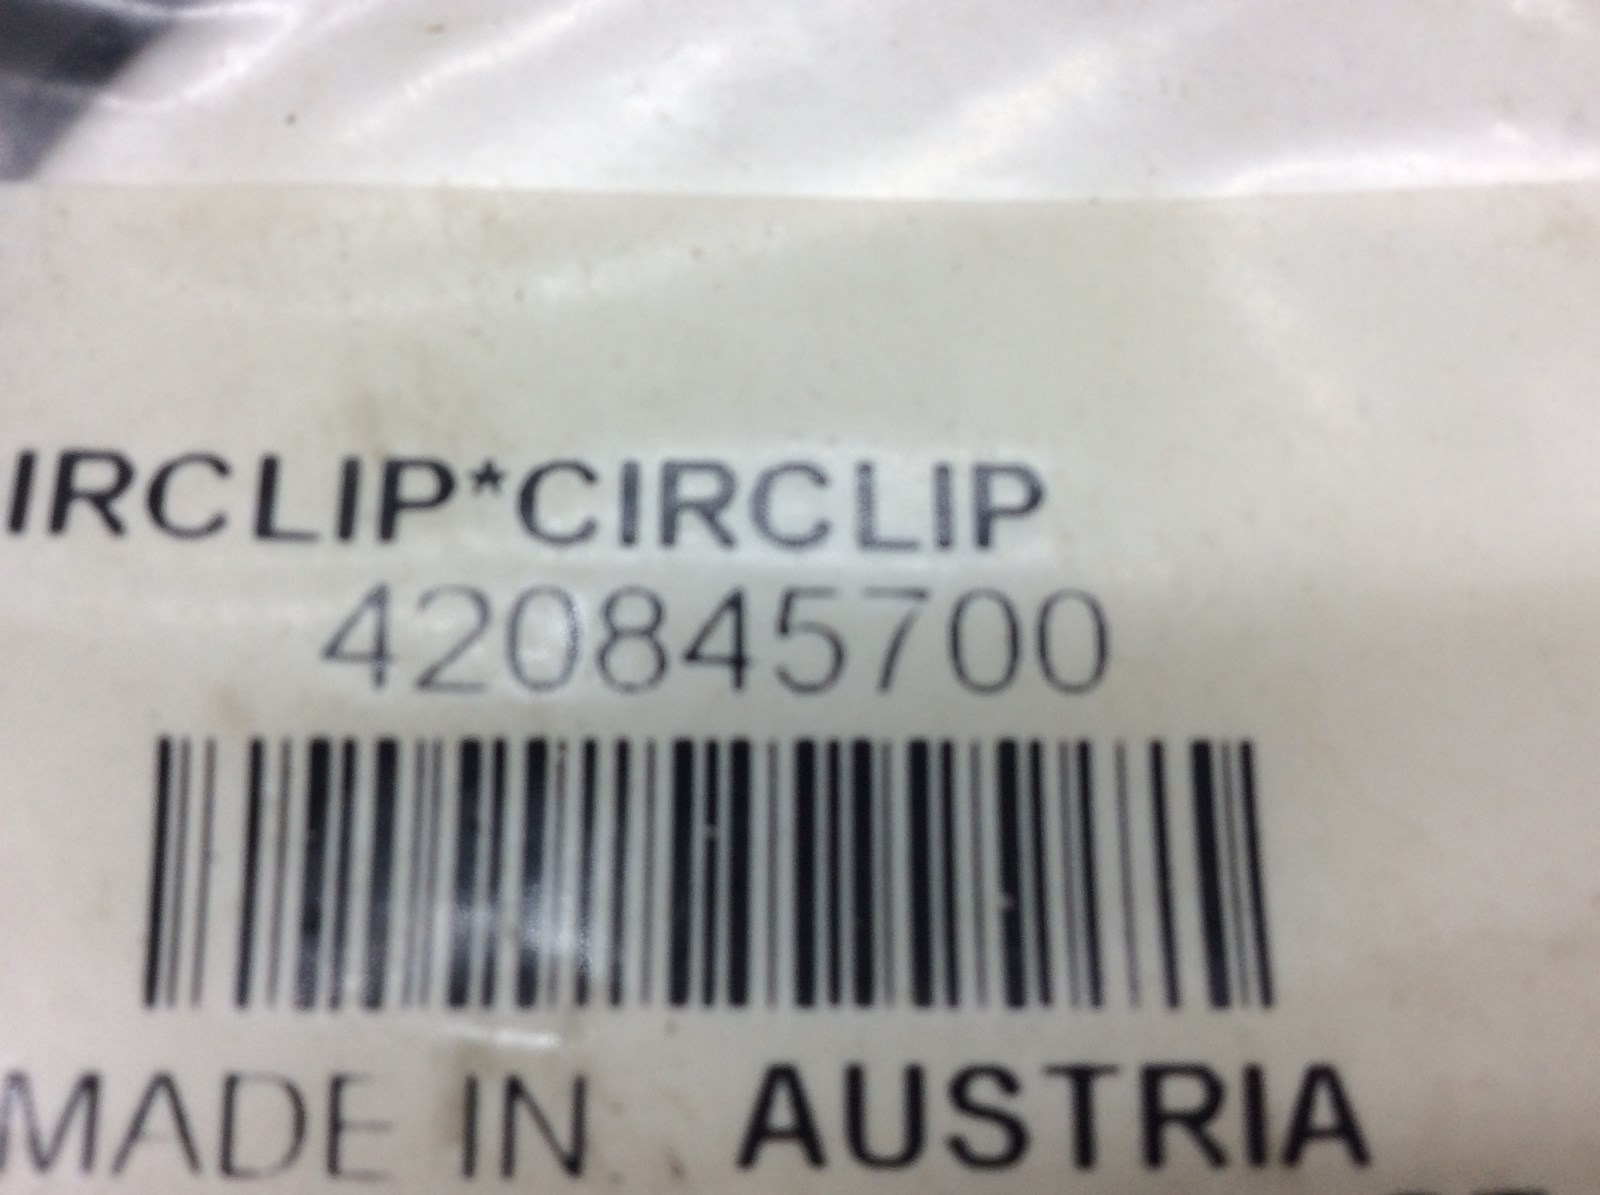 IRCLIP*CIRCLIP
420845700
MADE IN AUSTRIA